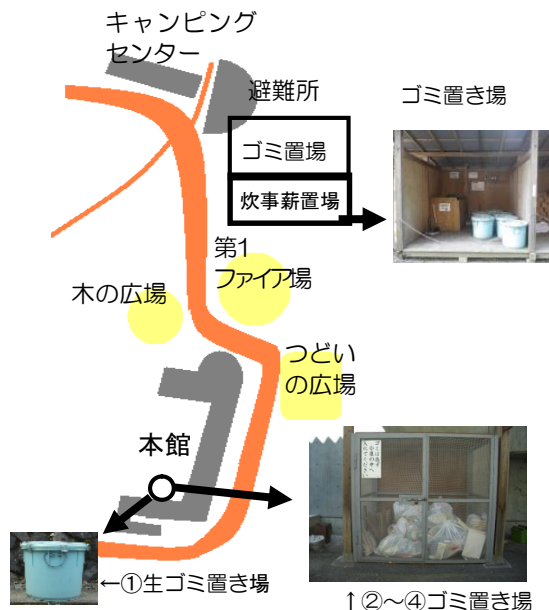 キャンピング
センター
避難所
ゴミ置き場
ゴミ置場
炊事薪置場
第1
ファイア場
木の広場
つどい
の広場
本館
←①生ゴミ置き場
↑②～④ゴミ置き場